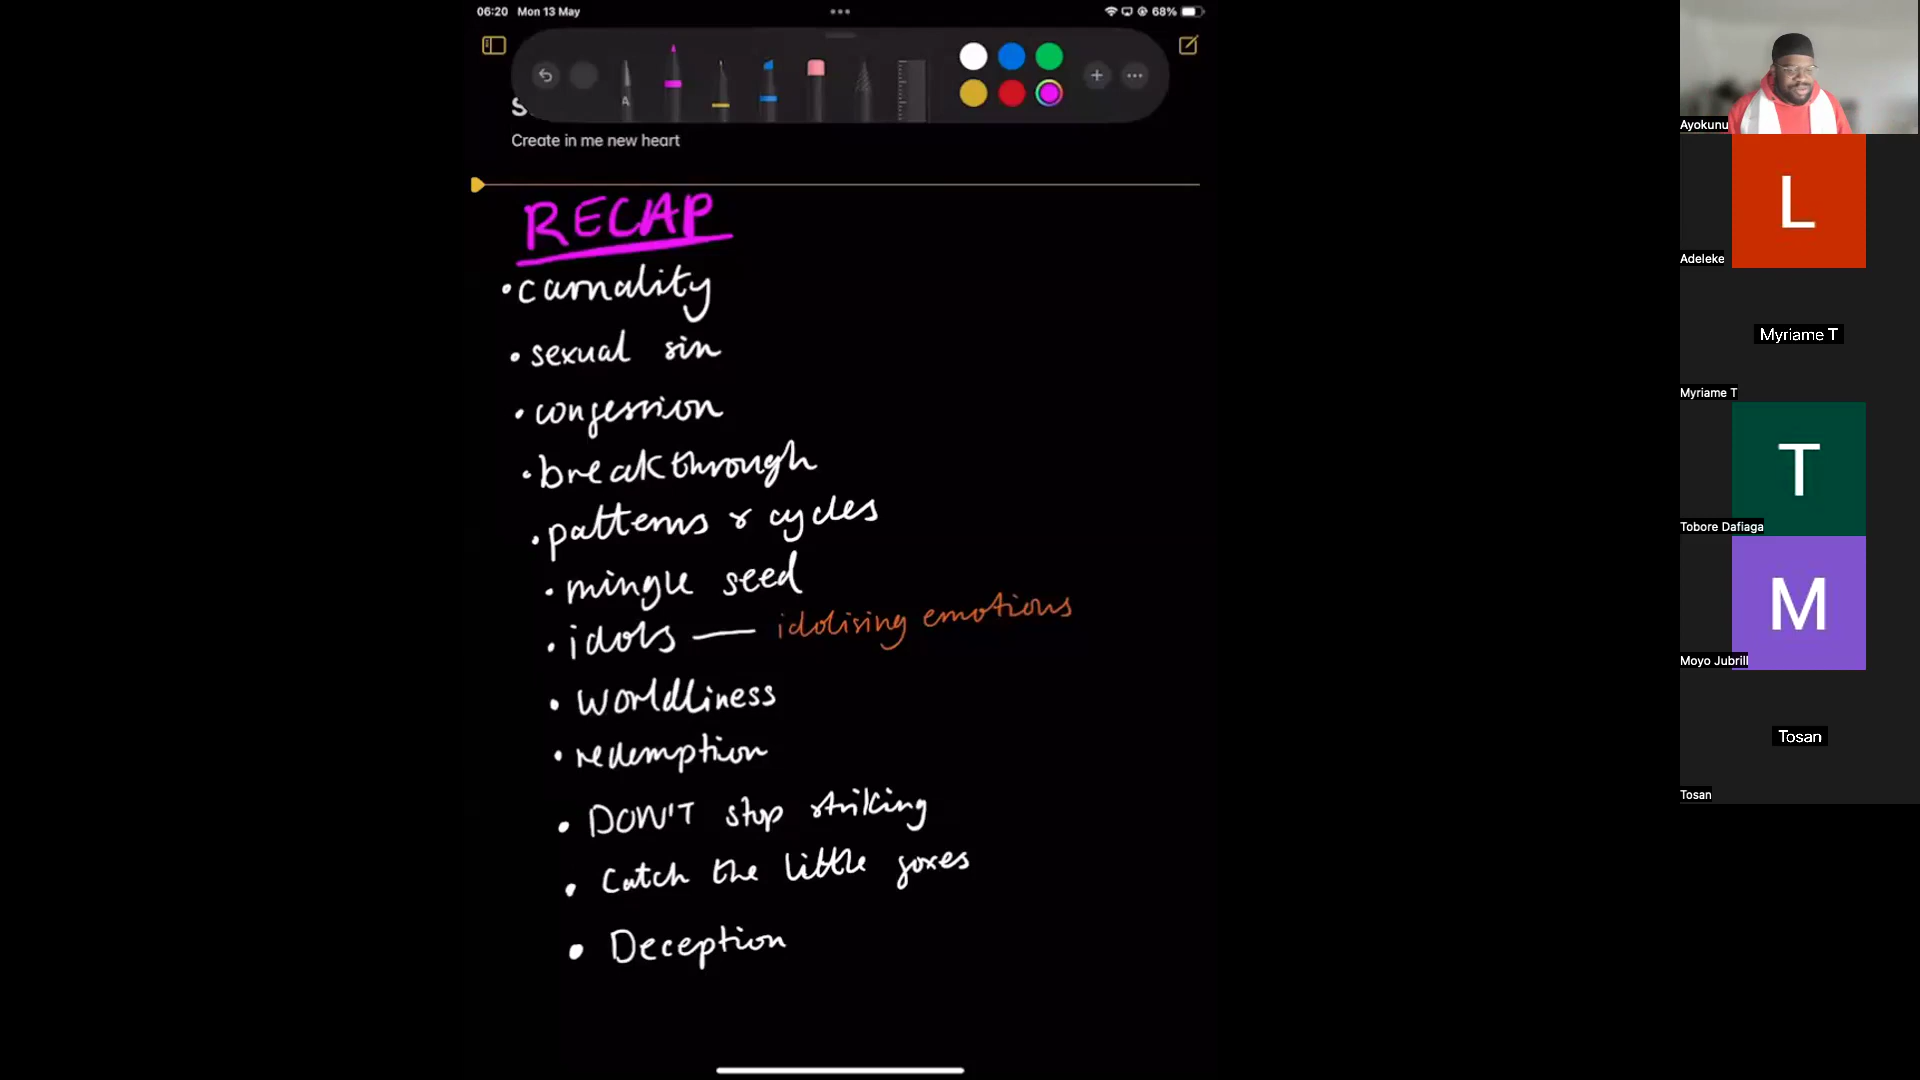 06:20 Mon 13 May
68%
A
S
Create in me new heart
RECAP
• carnality
• sexual sin
• confession
• breakthrough
• patterns & cycles
• mingle seed
• idols — idolising emotions
• worldliness
• redemption
• DON'T stop striking
• Catch the little foxes
• Deception
Ayokunu
L
Adeleke
Myriame T
Myriame T
T
Tobore Dafiaga
M
Moyo Jubrill
Tosan
Tosan